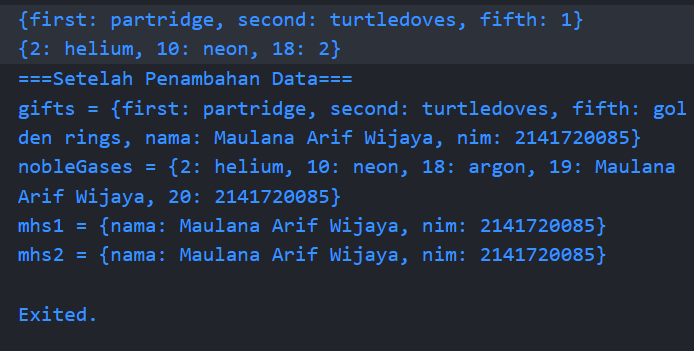 {first: partridge, second: turtledoves, fifth: 1}
{2: helium, 10: neon, 18: 2}
===Setelah Penambahan Data===
gifts = {first: partridge, second: turtledoves, fifth: gol
den rings, nama: Maulana Arif Wijaya, nim: 2141720085}
nobleGases = {2: helium, 10: neon, 18: argon, 19: Maulana
Arif Wijaya, 20: 2141720085}
mhs1 = {nama: Maulana Arif Wijaya, nim: 2141720085}
mhs2 = {nama: Maulana Arif Wijaya, nim: 2141720085}
Exited.